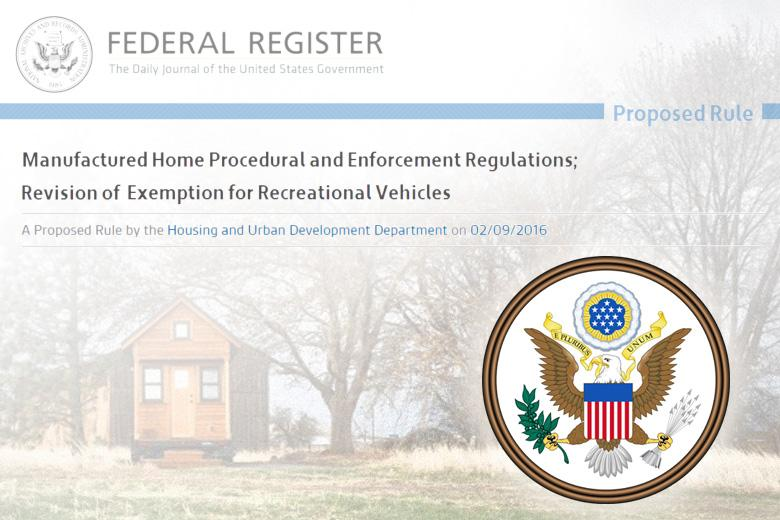 FEDERAL REGISTER
The Daily Journal of the United States Government
Proposed Rule
Manufactured Home Procedural and Enforcement Regulations;
Revision of Exemption for Recreational Vehicles
A Proposed Rule by the Housing and Urban Development Department on 02/09/2016
E PLURIBUS UNUM